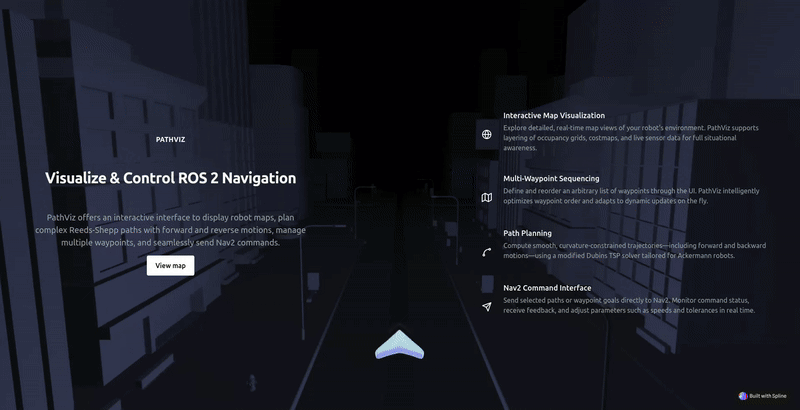 PATHVIZ
Visualize & Control ROS 2 Navigation
PathViz offers an interactive interface to display robot maps, plan
complex Reeds-Shepp paths with forward and reverse motions, manage
multiple waypoints, and seamlessly send Nav2 commands.
View map
Interactive Map Visualization
Explore detailed, real-time map views of your robot's environment. PathViz supports
layering of occupancy grids, costmaps, and live sensor data for full situational
awareness.
Multi-Waypoint Sequencing
Define and reorder an arbitrary list of waypoints through the UI. PathViz intelligently
optimizes waypoint order and adapts to dynamic updates on the fly.
Path Planning
Compute smooth, curvature-constrained trajectories—including forward and backward
motions—using a modified Dubins TSP solver tailored for Ackermann robots.
Nav2 Command Interface
Send selected paths or waypoint goals directly to Nav2. Monitor command status,
receive feedback, and adjust parameters such as speeds and tolerances in real time.
Built with Spline